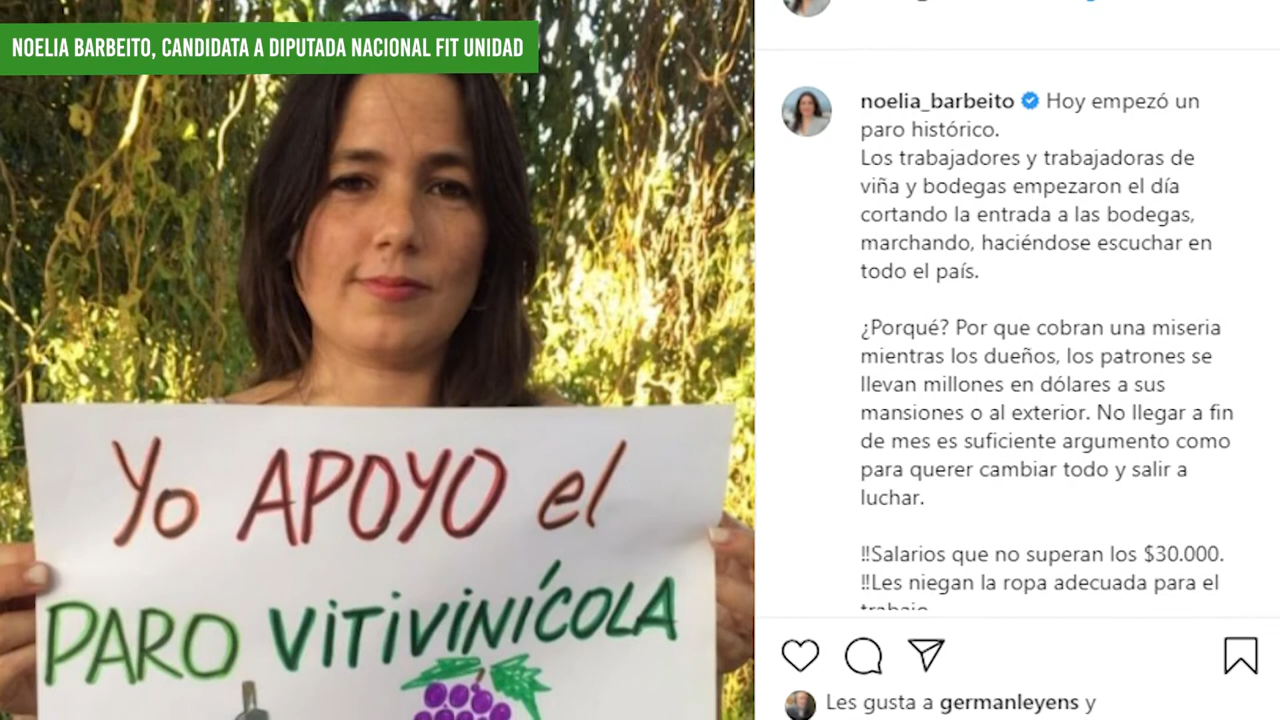 NOELIA BARBEITO, CANDIDATA A DIPUTADA NACIONAL FIT UNIDAD
Yo APOYO el
PARO VITIVINÍCOLA
noelia_barbeito Hoy empezó un
paro histórico.
Los trabajadores y trabajadoras de
viña y bodegas empezaron el día
cortando la entrada a las bodegas,
marchando, haciéndose escuchar en
todo el país.
¿Porqué? Por que cobran una miseria
mientras los dueños, los patrones se
llevan millones en dólares a sus
mansiones o al exterior. No llegar a fin
de mes es suficiente argumento como
para querer cambiar todo y salir a
luchar.
‼Salarios que no superan los $30.000.
‼Les niegan la ropa adecuada para el
trabajo
Les gusta a germanleyens y